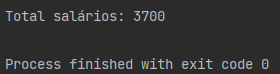 Total salários: 3700
Process finished with exit code 0